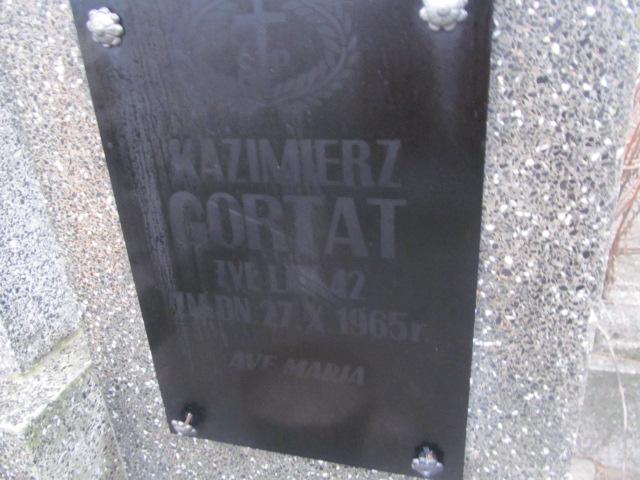 Ś P
KAZIMIERZ
GORTAT
ŻYŁ LAT 42
ZM. DN. 27 X 1965 r.
AVE MARIA